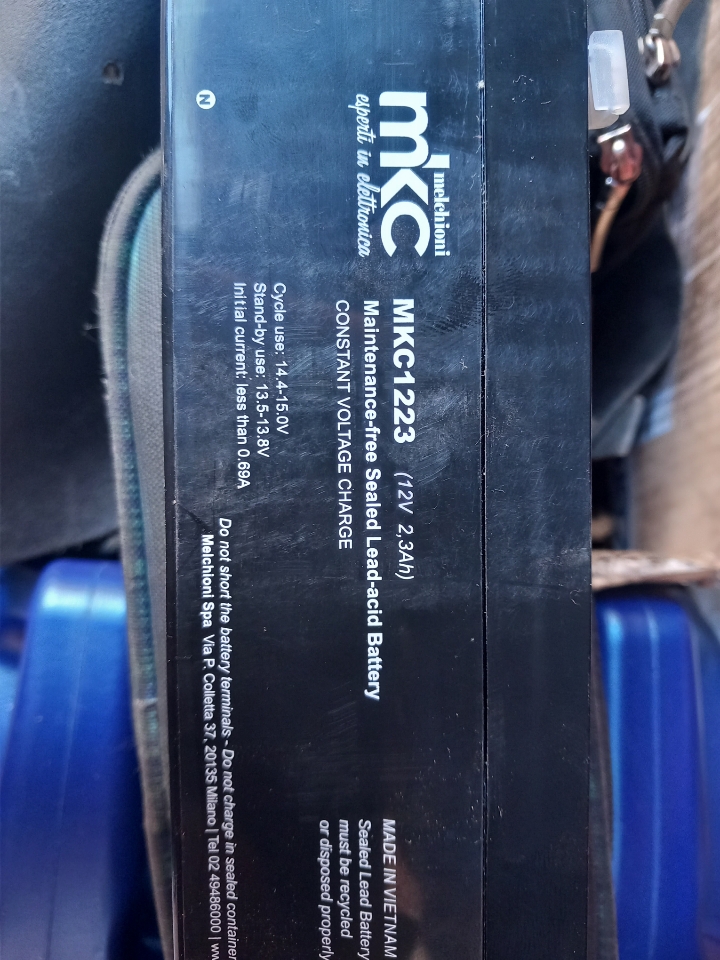 mkc
melchioni
esperti in elettronica
MKC1223 (12V 2,3Ah)
Maintenance-free Sealed Lead-acid Battery
CONSTANT VOLTAGE CHARGE
Cycle use: 14.4-15.0V
Stand-by use: 13.5-13.8V
Initial current: less than 0.69A
MADE IN VIETNAM
Sealed Lead Battery
must be recycled
or disposed properly
Do not short the battery terminals - Do not charge in sealed container
Melchioni Spa Via P. Colletta 37, 20135 Milano | Tel 02 49486000 |
N